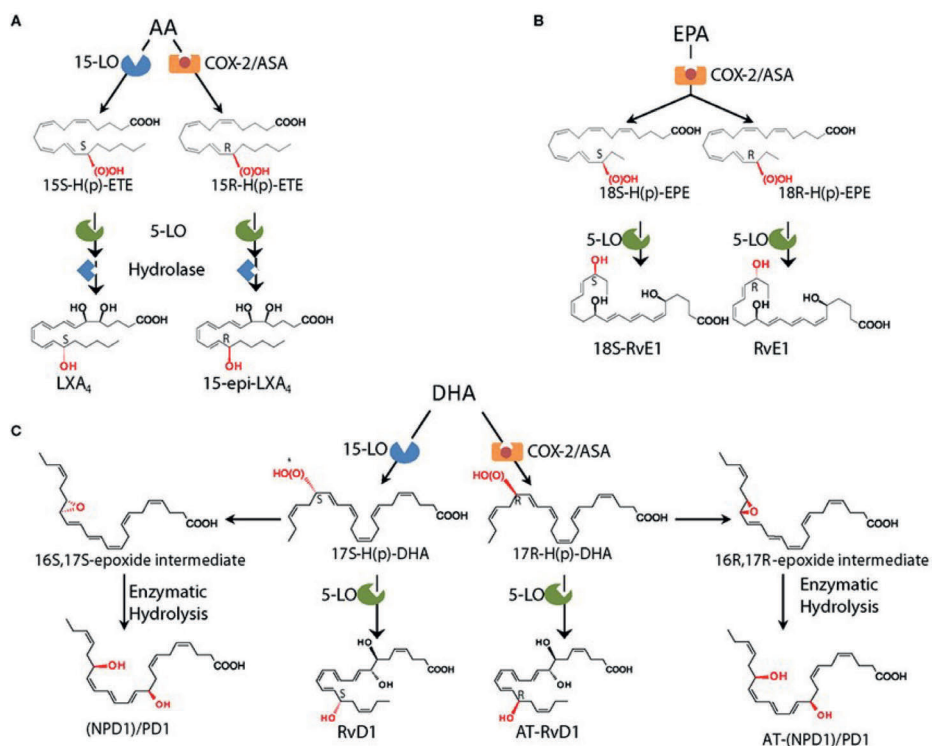 A
AA
15-LO
COX-2/ASA
COOH
COOH
S
R
(O)OH
(O)OH
15S-H(p)-ETE
15R-H(p)-ETE
5-LO
Hydrolase
HO OH
HO OH
COOH
COOH
S
R
OH
OH
LXA₄
15-epi-LXA₄
B
EPA
COX-2/ASA
COOH
COOH
S
R
(O)OH
(O)OH
18S-H(p)-EPE
18R-H(p)-EPE
5-LO
5-LO
OH
OH
S
R
OH
OH
OH
OH
COOH
COOH
18S-RvE1
RvE1
C
DHA
15-LO
COX-2/ASA
HO(O)
HO(O)
S
R
O
O
COOH
COOH
COOH
COOH
16S,17S-epoxide intermediate
17S-H(p)-DHA
17R-H(p)-DHA
16R,17R-epoxide intermediate
Enzymatic
Hydrolysis
5-LO
5-LO
Enzymatic
Hydrolysis
OH
OH
COOH
HO
OH
COOH
S
HO
HO
OH
COOH
R
HO
OH
OH
COOH
(NPD1)/PD1
RvD1
AT-RvD1
AT-(NPD1)/PD1